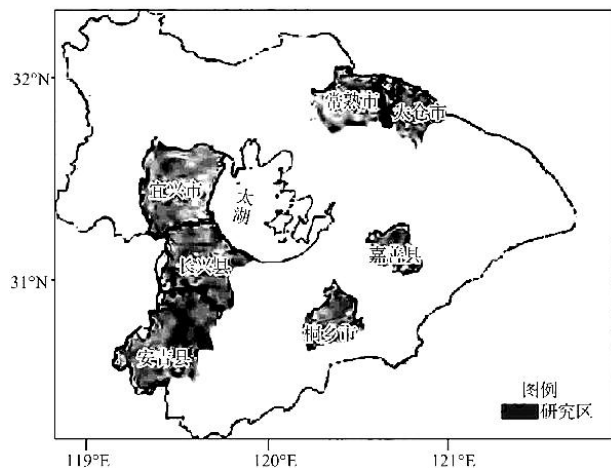 32°N
常熟市
太仓市
宜兴市
太
湖
嘉善县
长兴县
31°N
桐乡市
安吉县
图例
研究区
119°E
120°E
121°E